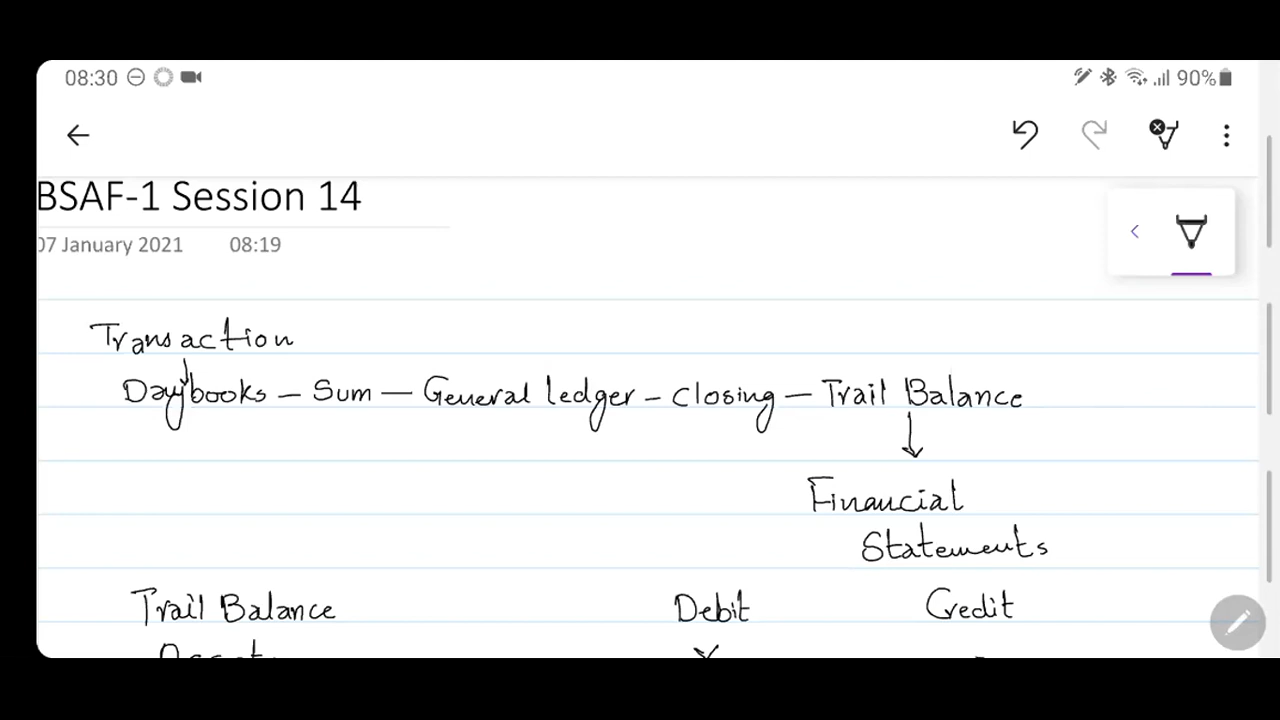 08:30 90%
BSAF-1 Session 14
07 January 2021 08:19
Transaction
Daybooks – Sum – General ledger – closing – Trail Balance
Financial
Statements
Trail Balance Debit Credit